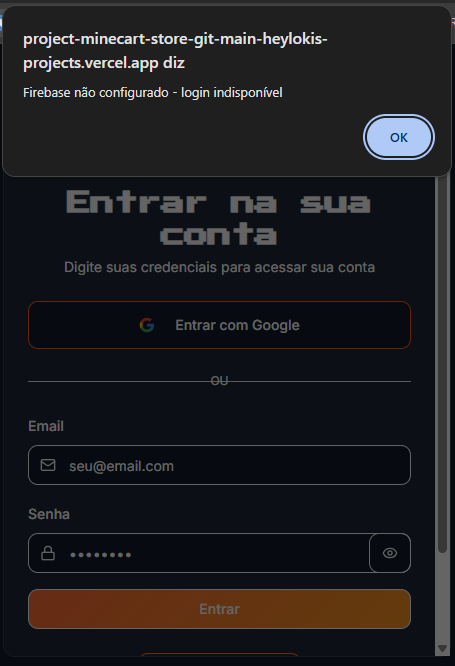 project-minecart-store-git-main-heylokis-
projects.vercel.app diz
Firebase não configurado - login indisponível
OK
Entrar na sua
conta
Digite suas credenciais para acessar sua conta
Entrar com Google
OU
Email
seu@email.com
Senha
••••••••
Entrar